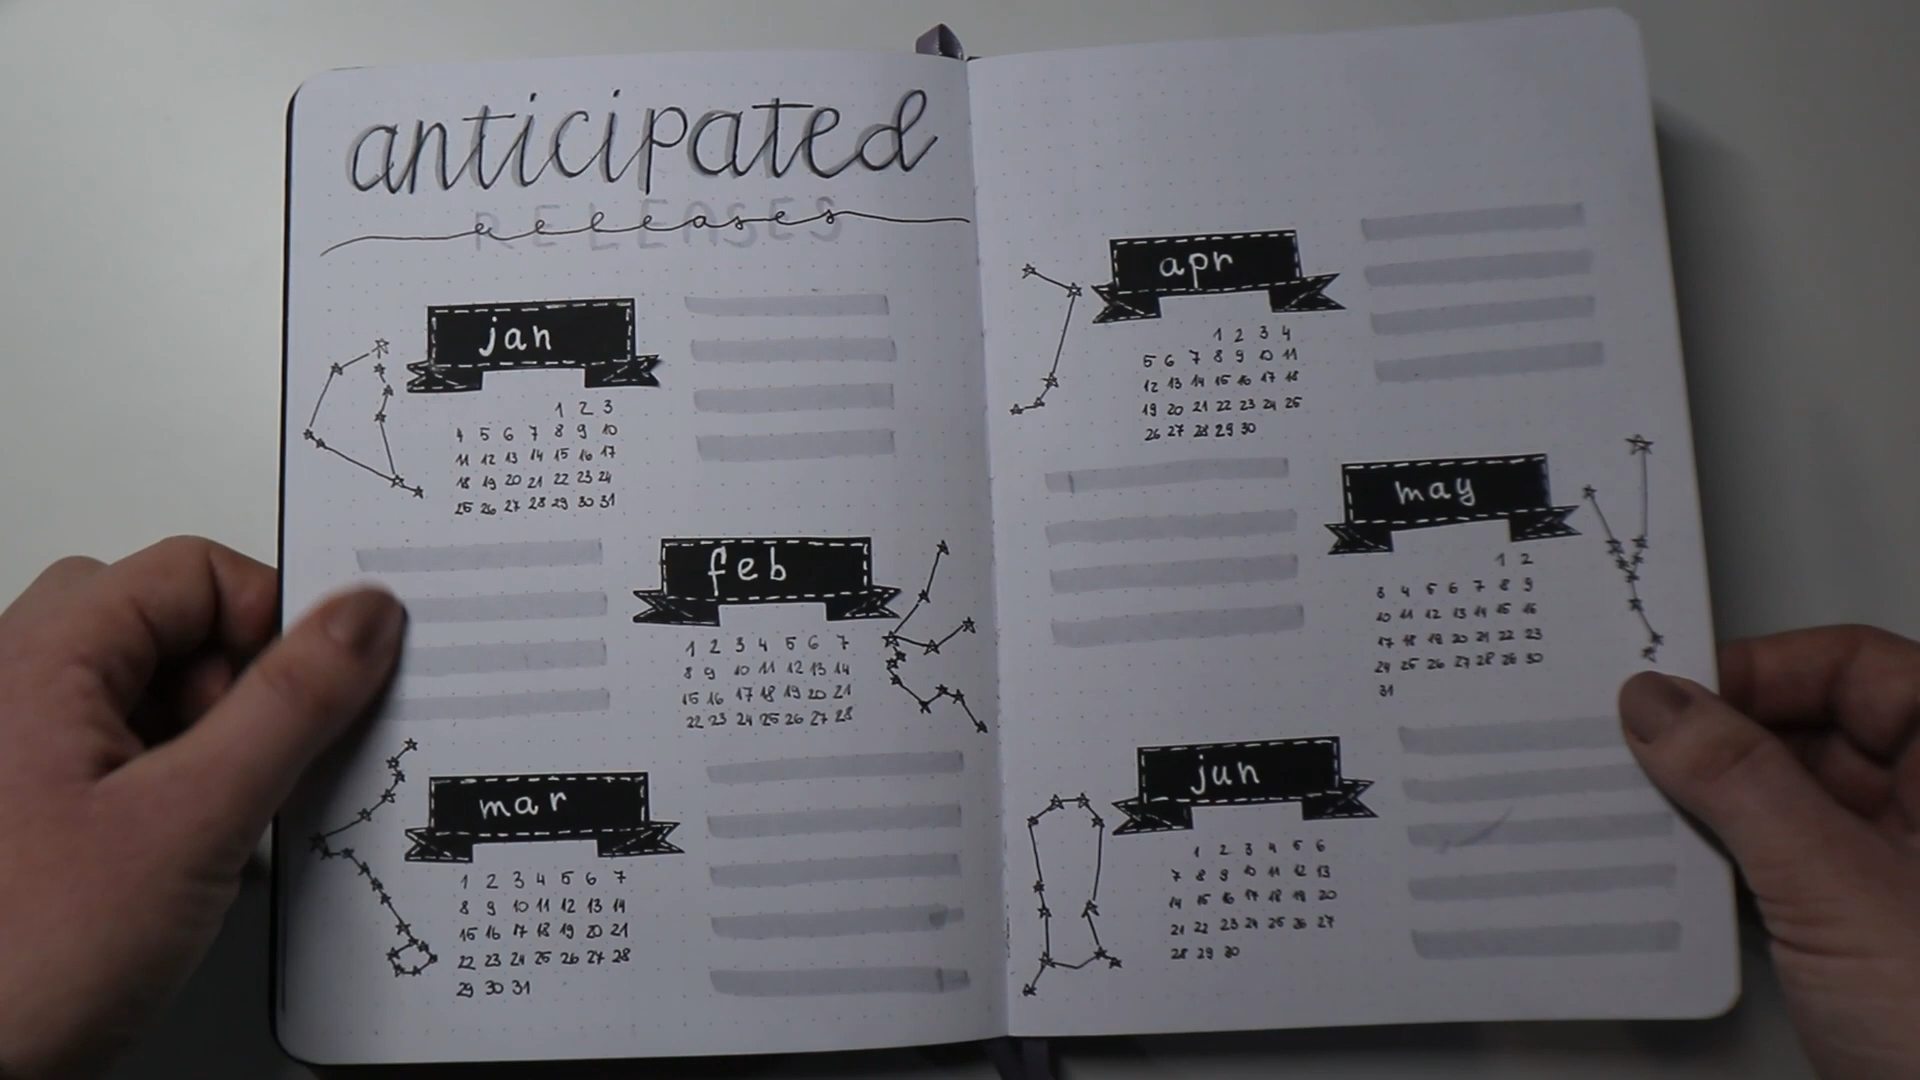 anticipated
releases
RELEASES
jan
1 2 3
4 5 6 7 8 9 10
11 12 13 14 15 16 17
18 19 20 21 22 23 24
25 26 27 28 29 30 31
feb
1 2 3 4 5 6 7
8 9 10 11 12 13 14
15 16 17 18 19 20 21
22 23 24 25 26 27 28
mar
1 2 3 4 5 6 7
8 9 10 11 12 13 14
15 16 17 18 19 20 21
22 23 24 25 26 27 28
29 30 31
apr
1 2 3 4
5 6 7 8 9 10 11
12 13 14 15 16 17 18
19 20 21 22 23 24 25
26 27 28 29 30
may
1 2
3 4 5 6 7 8 9
10 11 12 13 14 15 16
17 18 19 20 21 22 23
24 25 26 27 28 29 30
31
jun
1 2 3 4 5 6
7 8 9 10 11 12 13
14 15 16 17 18 19 20
21 22 23 24 25 26 27
28 29 30